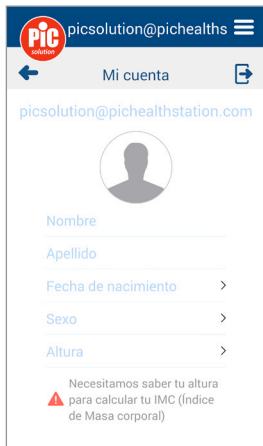 PiC
solution
picsolution@pichealths
Mi cuenta
picsolution@pichealthstation.com
Nombre
Apellido
Fecha de nacimiento
Sexo
Altura
Necesitamos saber tu altura
para calcular tu IMC (Índice
de Masa corporal)